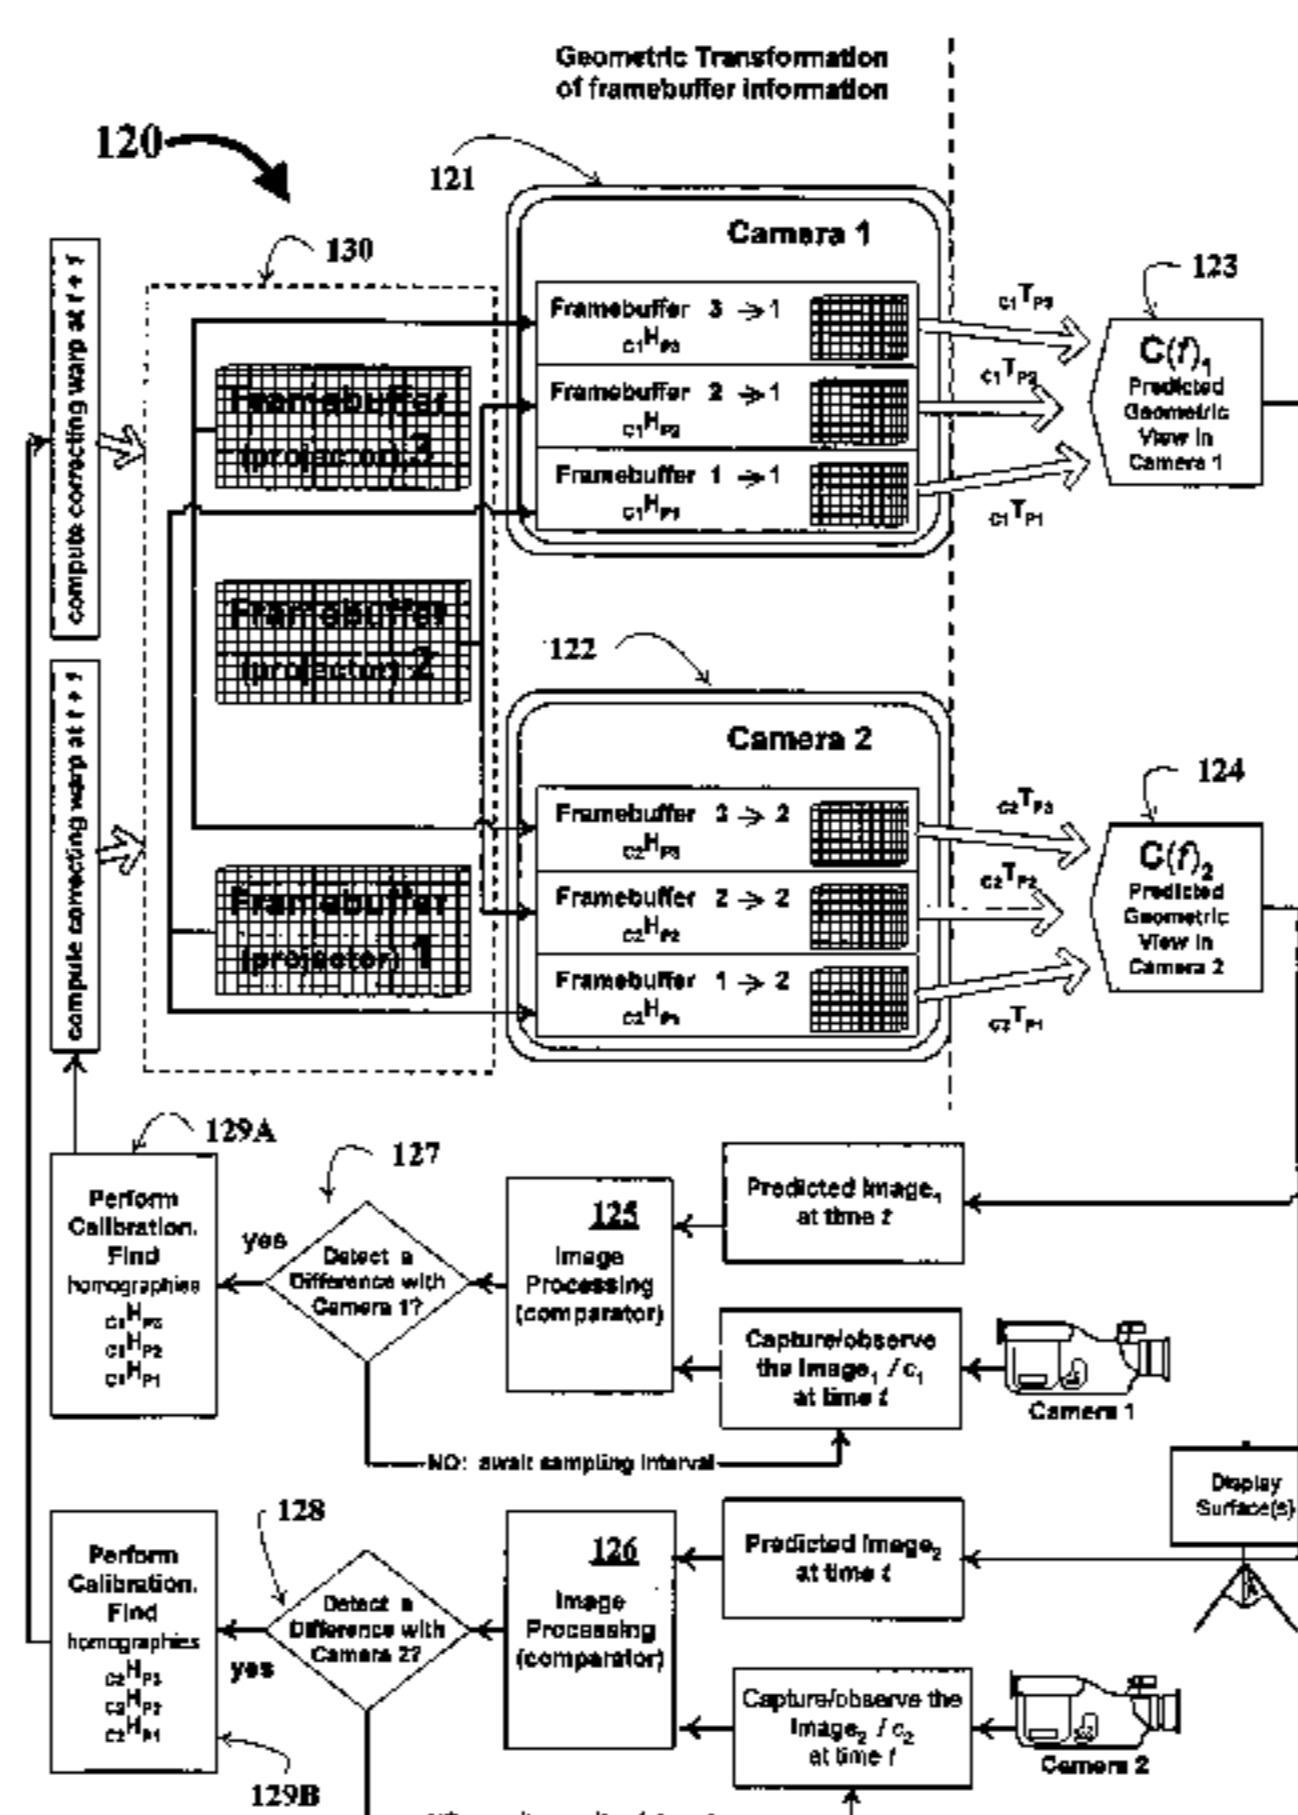 Geometric Transformation
of framebuffer information
120
121
130
Camera 1
123
compute correcting warp at t + 1
Framebuffer 3 → 1
C1HP3
C1TP3
C(f)1
Predicted
Geometric
View in
Camera 1
Framebuffer
(projector) 3
Framebuffer 2 → 1
C1HP2
C1TP2
Framebuffer 1 → 1
C1HP1
C1TP1
Framebuffer
(projector) 2
122
Camera 2
124
compute correcting warp at t + 1
Framebuffer 3 → 2
C2HP3
C2TP3
C(f)2
Predicted
Geometric
View in
Camera 2
Framebuffer 2 → 2
C2HP2
C2TP2
Framebuffer
(projector) 1
Framebuffer 1 → 2
C2HP1
C2TP1
129A
127
Perform
Calibration.
Find
homographies
C1HP3
C1HP2
C1HP1
yes
Detect a
Difference with
Camera 1?
125
Image
Processing
(comparator)
Predicted Image1
at time t
Capture/observe
the Image1 / c1
at time t
Camera 1
NO: await sampling interval
Display
Surface(s)
128
Perform
Calibration.
Find
homographies
C2HP3
C2HP2
C2HP1
yes
Detect a
Difference with
Camera 2?
126
Image
Processing
(comparator)
Predicted Image2
at time t
Capture/observe the
Image2 / c2
at time t
Camera 2
129B